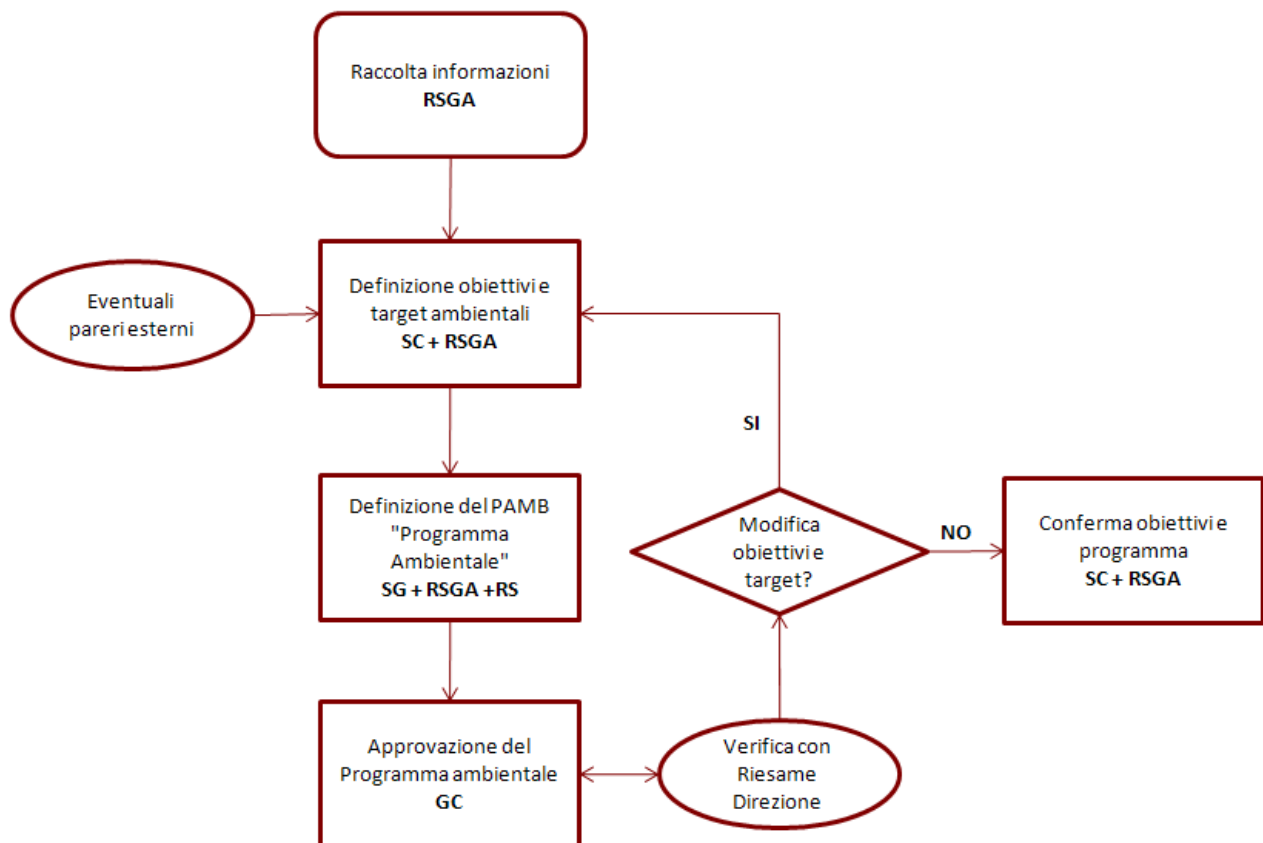 Raccolta informazioni
RSGA
Definizione obiettivi e
target ambientali
SC + RSGA
Eventuali
pareri esterni
Definizione del PAMB
"Programma
Ambientale"
SG + RSGA +RS
SI
Modifica
obiettivi e
target?
NO
Conferma obiettivi e
programma
SC + RSGA
Approvazione del
Programma ambientale
GC
Verifica con
Riesame
Direzione